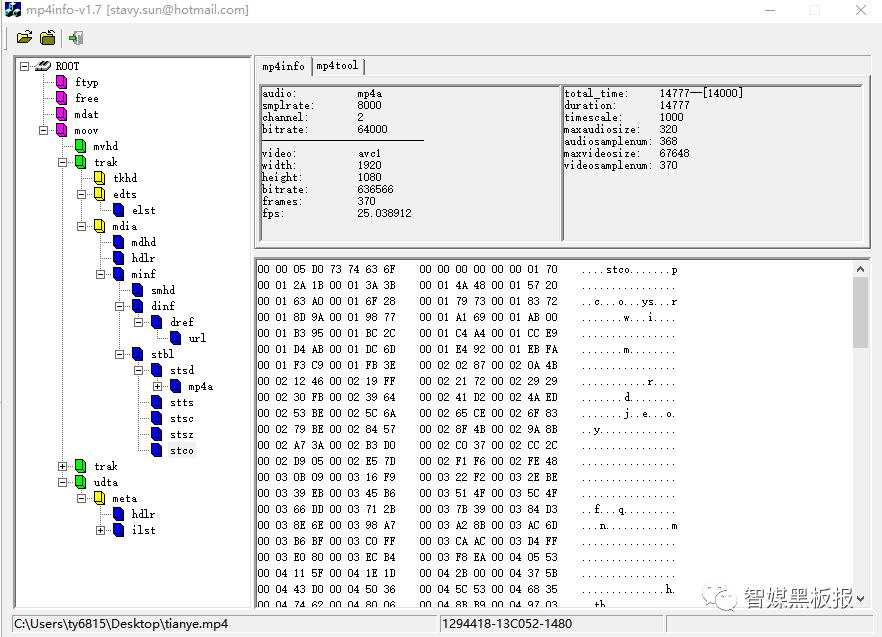 mp4info-v1.7 [stavy.sun@hotmail.com]
ROOT
ftyp
free
mdat
moov
mvhd
trak
tkhd
edts
elst
mdia
mdhd
hdlr
minf
smhd
dinf
dref
url
stbl
stsd
mp4a
stts
stsc
stsz
stco
trak
udta
meta
hdlr
ilst
mp4info mp4tool
audio: mp4a
smplrate: 8000
channel: 2
bitrate: 64000
video: avc1
width: 1920
height: 1080
bitrate: 636566
frames: 370
fps: 25.038912
total_time: 14777—[14000]
duration: 14777
timescale: 1000
maxaudiosize: 320
audiosamplenum: 368
maxvideosize: 67648
videosamplenum: 370
00 00 05 D0 73 74 63 6F 00 00 00 00 00 00 01 70 ....stco.......p
00 01 2A 1B 00 01 3A 3B 00 01 4A 48 00 01 57 20
00 01 63 A0 00 01 6F 28 00 01 79 73 00 01 83 72 ..c...o..ys...r
00 01 8D 9A 00 01 98 77 00 01 A1 69 00 01 AB 00 .......w...i....
00 01 B3 95 00 01 BC 2C 00 01 C4 A4 00 01 CC E9
00 01 D4 AB 00 01 DC 6D 00 01 E4 92 00 01 EB FA .......m........
00 01 F3 C9 00 01 FB 3E 00 02 02 87 00 02 0A 4B
00 02 12 46 00 02 19 FF 00 02 21 72 00 02 29 29 ...........r....
00 02 30 FB 00 02 39 64 00 02 41 D2 00 02 4A ED .......d........
00 02 53 BE 00 02 5C 6A 00 02 65 CE 00 02 6F 83 .......j..e...o.
00 02 79 BE 00 02 84 57 00 02 8F 4B 00 02 9A 8B ..y.............
00 02 A7 3A 00 02 B3 D0 00 02 C0 37 00 02 CC 2C
00 02 D9 05 00 02 E5 7D 00 02 F1 F6 00 02 FE 48
00 03 0B 09 00 03 16 F9 00 03 22 F2 00 03 2E BE
00 03 39 EB 00 03 45 B6 00 03 51 4F 00 03 5C 4F
00 03 66 DD 00 03 71 2B 00 03 7B 39 00 03 84 D3 ..f...q.........
00 03 8E 6E 00 03 98 A7 00 03 A2 8B 00 03 AC 6D ...n...........m
00 03 B6 BF 00 03 C0 FF 00 03 CA AC 00 03 D4 FF
00 03 E0 80 00 03 EC B4 00 03 F8 EA 00 04 05 53
00 04 11 5F 00 04 1E 1D 00 04 2B 00 00 04 37 5B
00 04 43 D0 00 04 50 36 00 04 5C 53 00 04 68 35 ..............h.
00 04 74 62 00 04 80 06 00 04 8B B9 00 04 97 03 ..tb............
智媒黑板报
C:\Users\ty6815\Desktop\tianye.mp4 1294418-13C052-1480